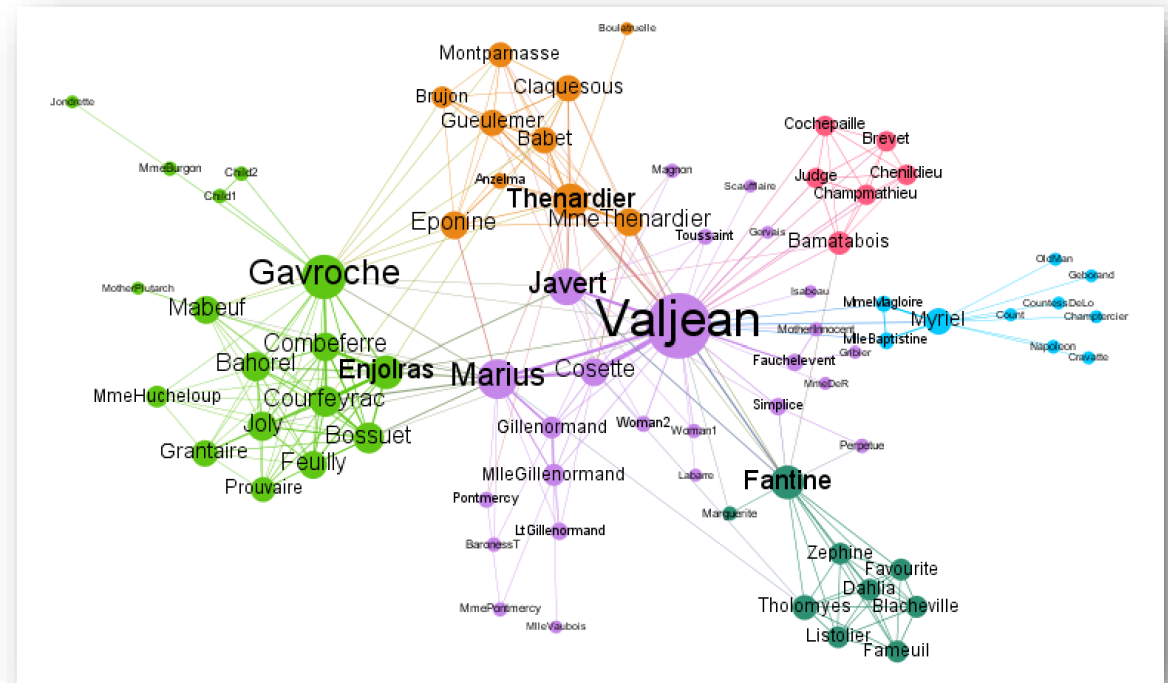 Boulatruelle
Montparnasse
Claquesous
Jondrette
Brujon
Gueulemer
Babet
Cochepaille
Brevet
MmeBurgon
Child2
Child1
Anzelma
Magnon
Scaufflaire
Judge
Chenildieu
Champmathieu
Thenardier
MmeThenardier
Eponine
Toussaint
Gervais
Bamatabois
Gavroche
Javert
OldMan
Geborand
MotherPlutarch
Mabeuf
Isabeau
MmeMagloire
CountessDeLo
Count
Champtercier
Valjean
Myriel
MotherInnocent
MlleBaptistine
Combeferre
Bahorel
Enjolras
Marius
Cosette
Fauchelevent
Gribier
Napoleon
Cravatte
MmeDeR
MmeHucheloup
Courfeyrac
Simplice
Joly
Bossuet
Gillenormand
Woman2
Woman1
Grantaire
Feuilly
Perpetue
MlleGillenormand
Labarre
Fantine
Prouvaire
Pontmercy
Marguerite
LtGillenormand
BaronessT
Zephine
Favourite
Dahlia
MmePontmercy
Tholomyes
Blacheville
MlleVaubois
Listolier
Fameuil